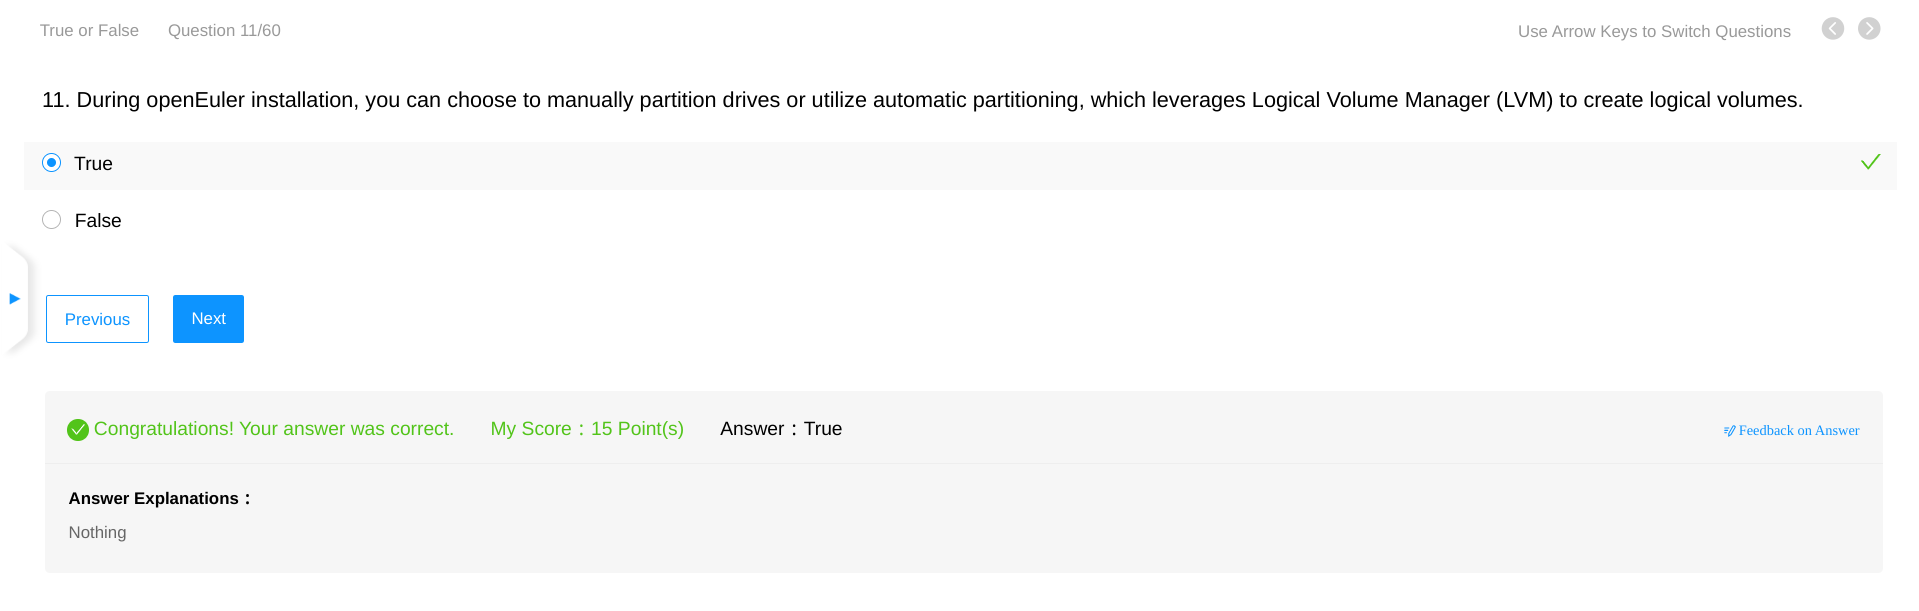 True or False Question 11/60 Use Arrow Keys to Switch Questions
11. During openEuler installation, you can choose to manually partition drives or utilize automatic partitioning, which leverages Logical Volume Manager (LVM) to create logical volumes.
True
False
Previous Next
Congratulations! Your answer was correct. My Score：15 Point(s) Answer：True Feedback on Answer
Answer Explanations：
Nothing